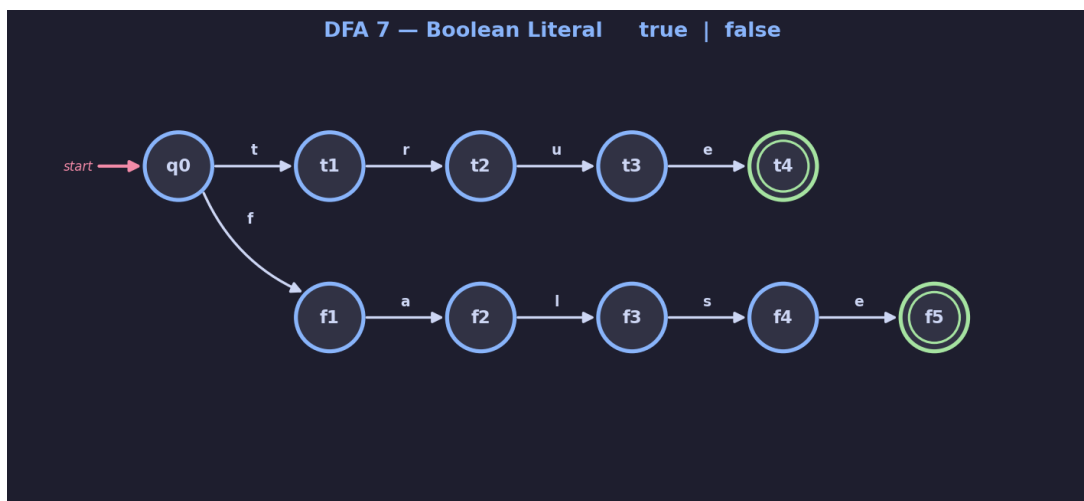 DFA 7 — Boolean Literal true | false
t r u e
start q0 t1 t2 t3 t4
f
a l s e
f1 f2 f3 f4 f5